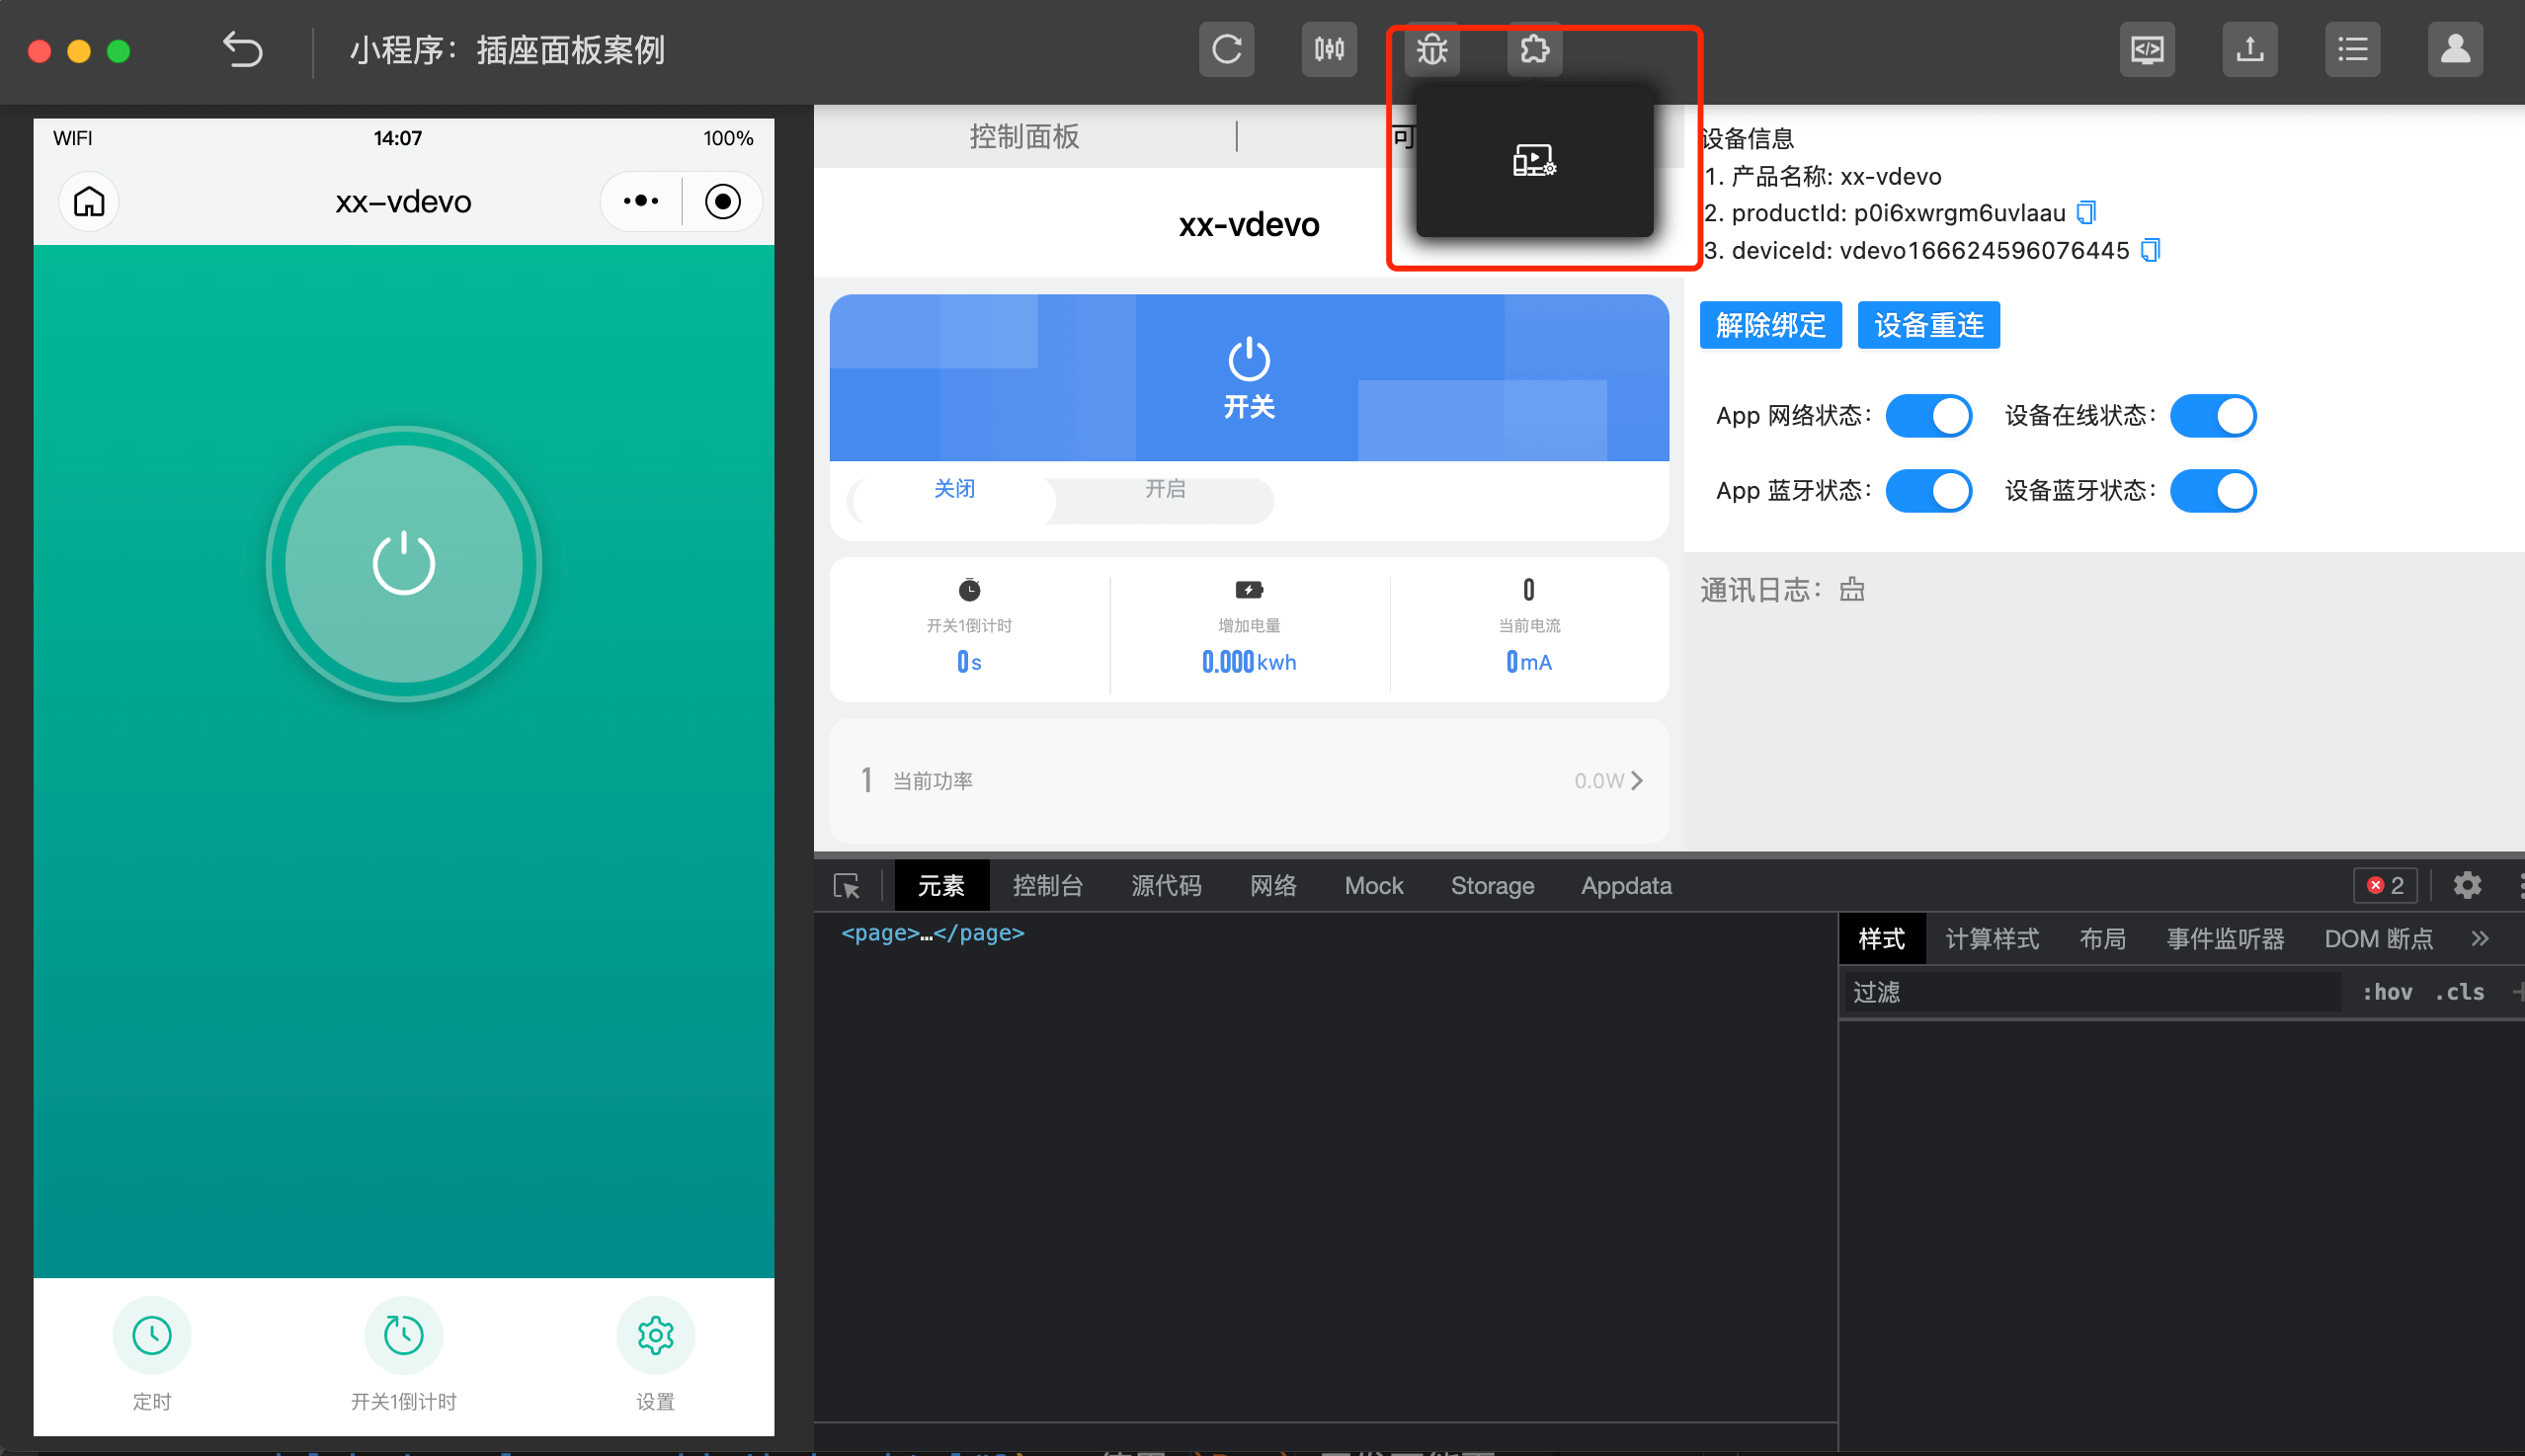 小程序：插座面板案例
WIFI 14:07 100%
xx-vdevo
定时 开关1倒计时 设置
控制面板 | 可
xx-vdevo
开关
关闭 开启
开关1倒计时 增加电量 当前电流
0s 0.000kwh 0mA
当前功率 0.0W
设备信息
1. 产品名称: xx-vdevo
2. productId: p0i6xwrgm6uvlaau
3. deviceId: vdevo166624596076445
解除绑定 设备重连
App 网络状态： 设备在线状态：
App 蓝牙状态： 设备蓝牙状态：
通讯日志：
元素 控制台 源代码 网络 Mock Storage Appdata 2
<page>…</page>
样式 计算样式 布局 事件监听器 DOM 断点 »
过滤 :hov .cls +